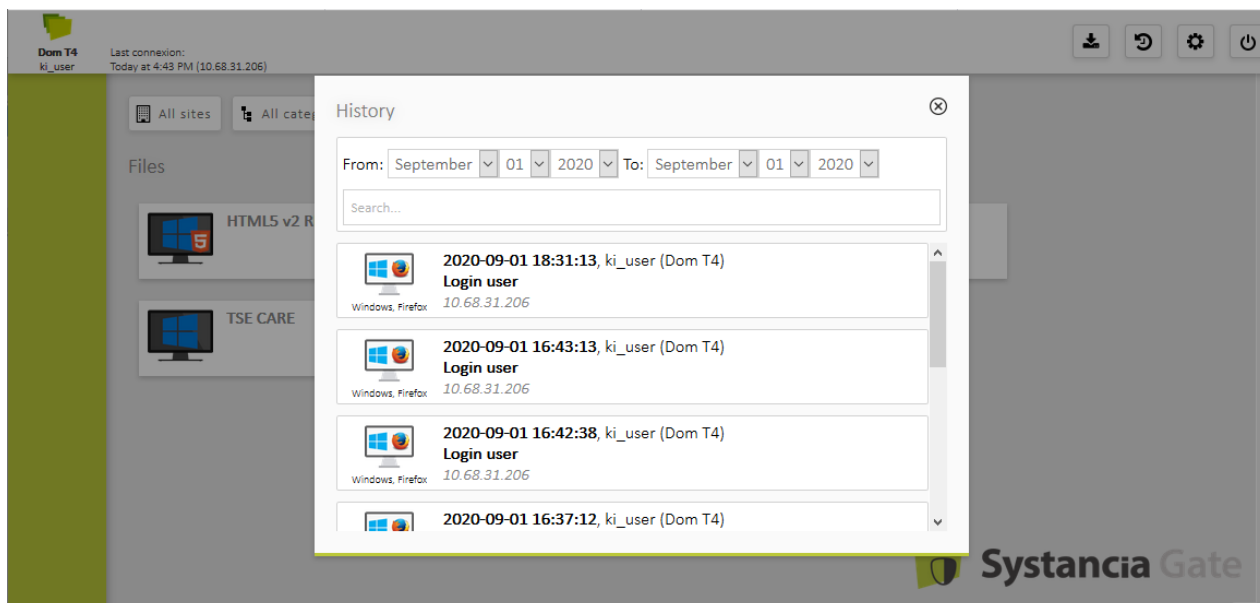 Dom T4
ki_user
Last connexion:
Today at 4:43 PM (10.68.31.206)
All sites
All cate
Files
HTML5 v2 R
TSE CARE
History
From: September 01 2020 To: September 01 2020
Search...
2020-09-01 18:31:13, ki_user (Dom T4)
Login user
10.68.31.206
Windows, Firefox
2020-09-01 16:43:13, ki_user (Dom T4)
Login user
10.68.31.206
Windows, Firefox
2020-09-01 16:42:38, ki_user (Dom T4)
Login user
10.68.31.206
Windows, Firefox
2020-09-01 16:37:12, ki_user (Dom T4)
Systancia Gate